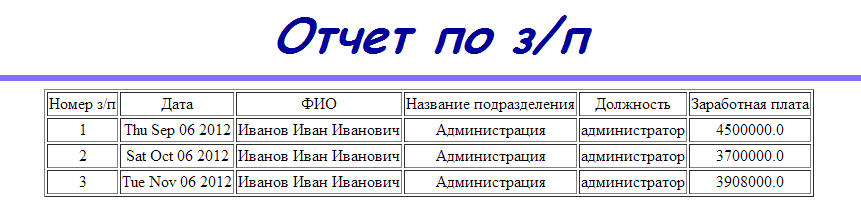 Отчет по з/п
Номер з/п Дата ФИО Название подразделения Должность Заработная плата
1 Thu Sep 06 2012 Иванов Иван Иванович Администрация администратор 4500000.0
2 Sat Oct 06 2012 Иванов Иван Иванович Администрация администратор 3700000.0
3 Tue Nov 06 2012 Иванов Иван Иванович Администрация администратор 3908000.0